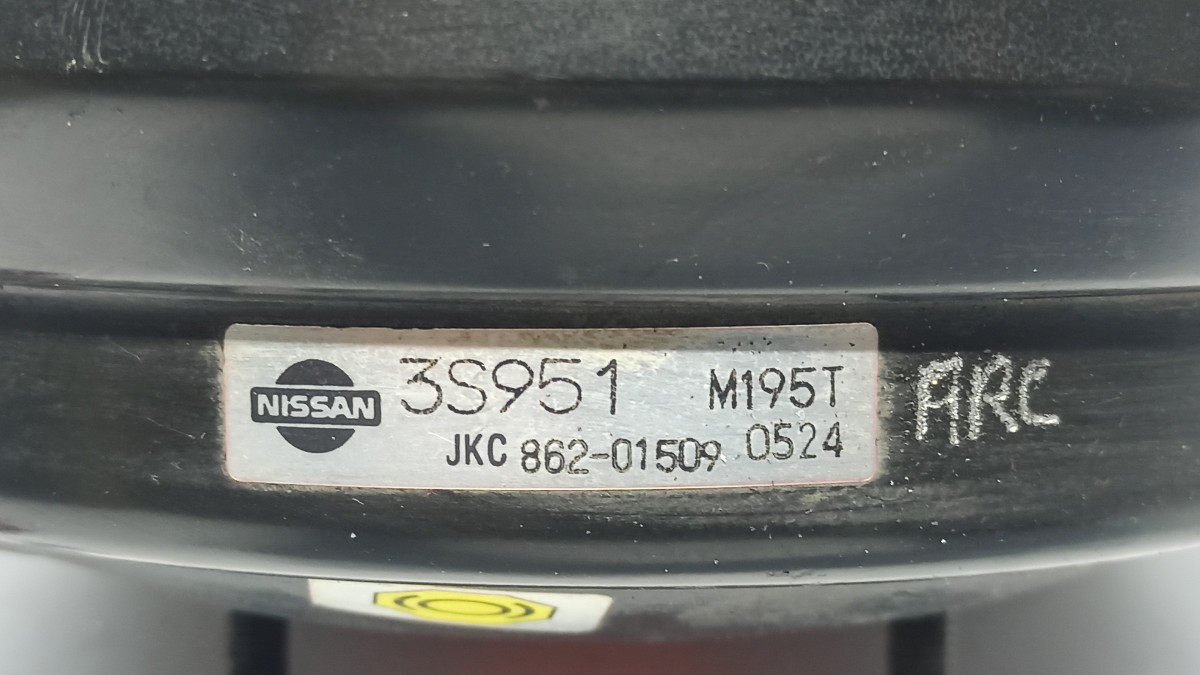 NISSAN 3S951 M195T
JKC 862-01509 0524
ARC